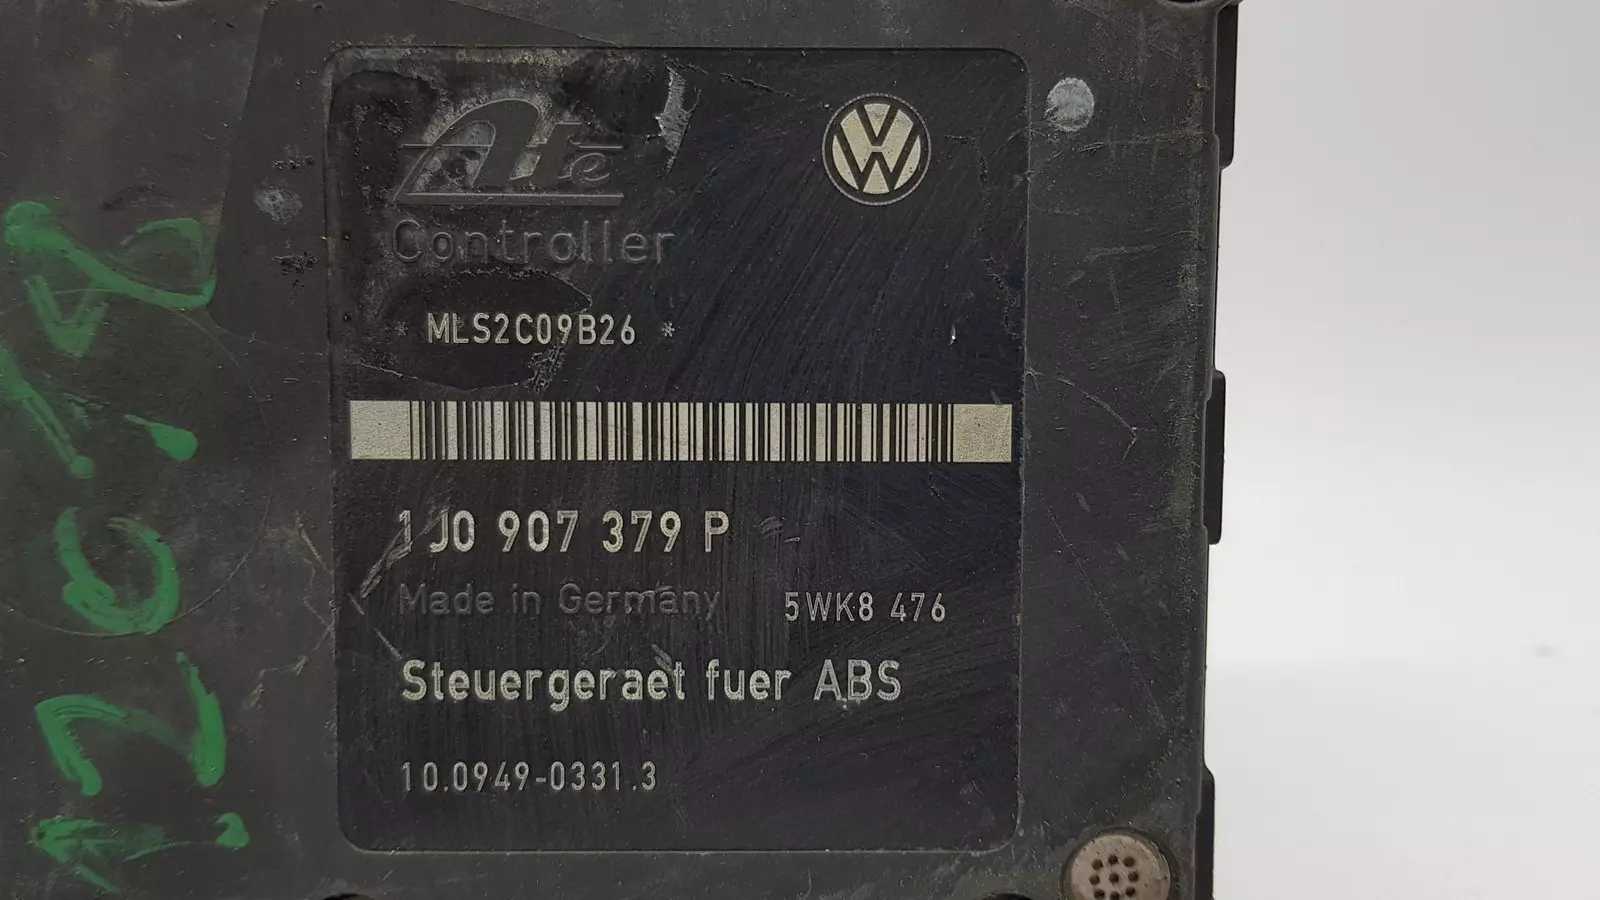 Ate
Controller
* MLS2C09B26 *
1J0 907 379 P
Made in Germany
5WK8 476
Steuergeraet fuer ABS
10.0949-0331.3